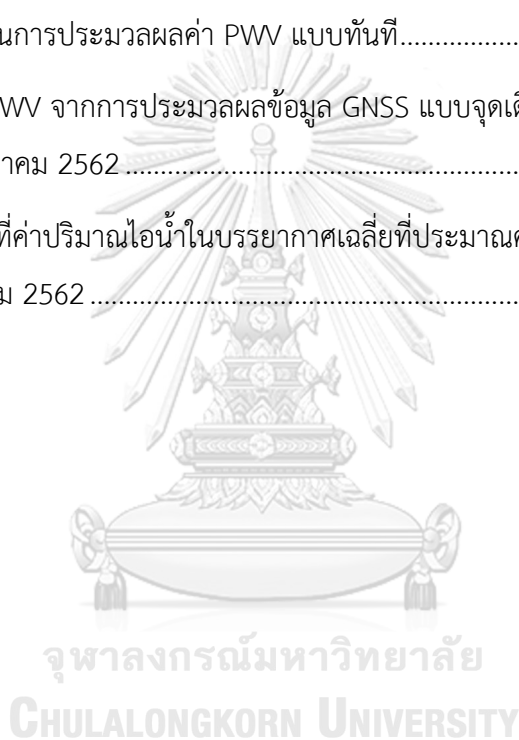 นการประมวลผลค่า PWV แบบทันที.................
WV จากการประมวลผลข้อมูล GNSS แบบจุดเดี
าคม 2562.................................................
ที่ค่าปริมาณไอน้ำในบรรยากาศเฉลี่ยที่ประมาณค
ม 2562.......................................................
จุฬาลงกรณ์มหาวิทยาลัย
CHULALONGKORN UNIVERSITY